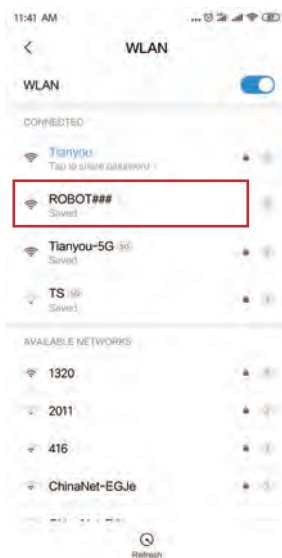 11:41 AM
WLAN
WLAN
CONNECTED
Tianyou
Tap to share password
ROBOT###
Saved
Tianyou-5G 5G
Saved
TS 5G
Saved
AVAILABLE NETWORKS
1320
2011
416
ChinaNet-EGJe
Refresh